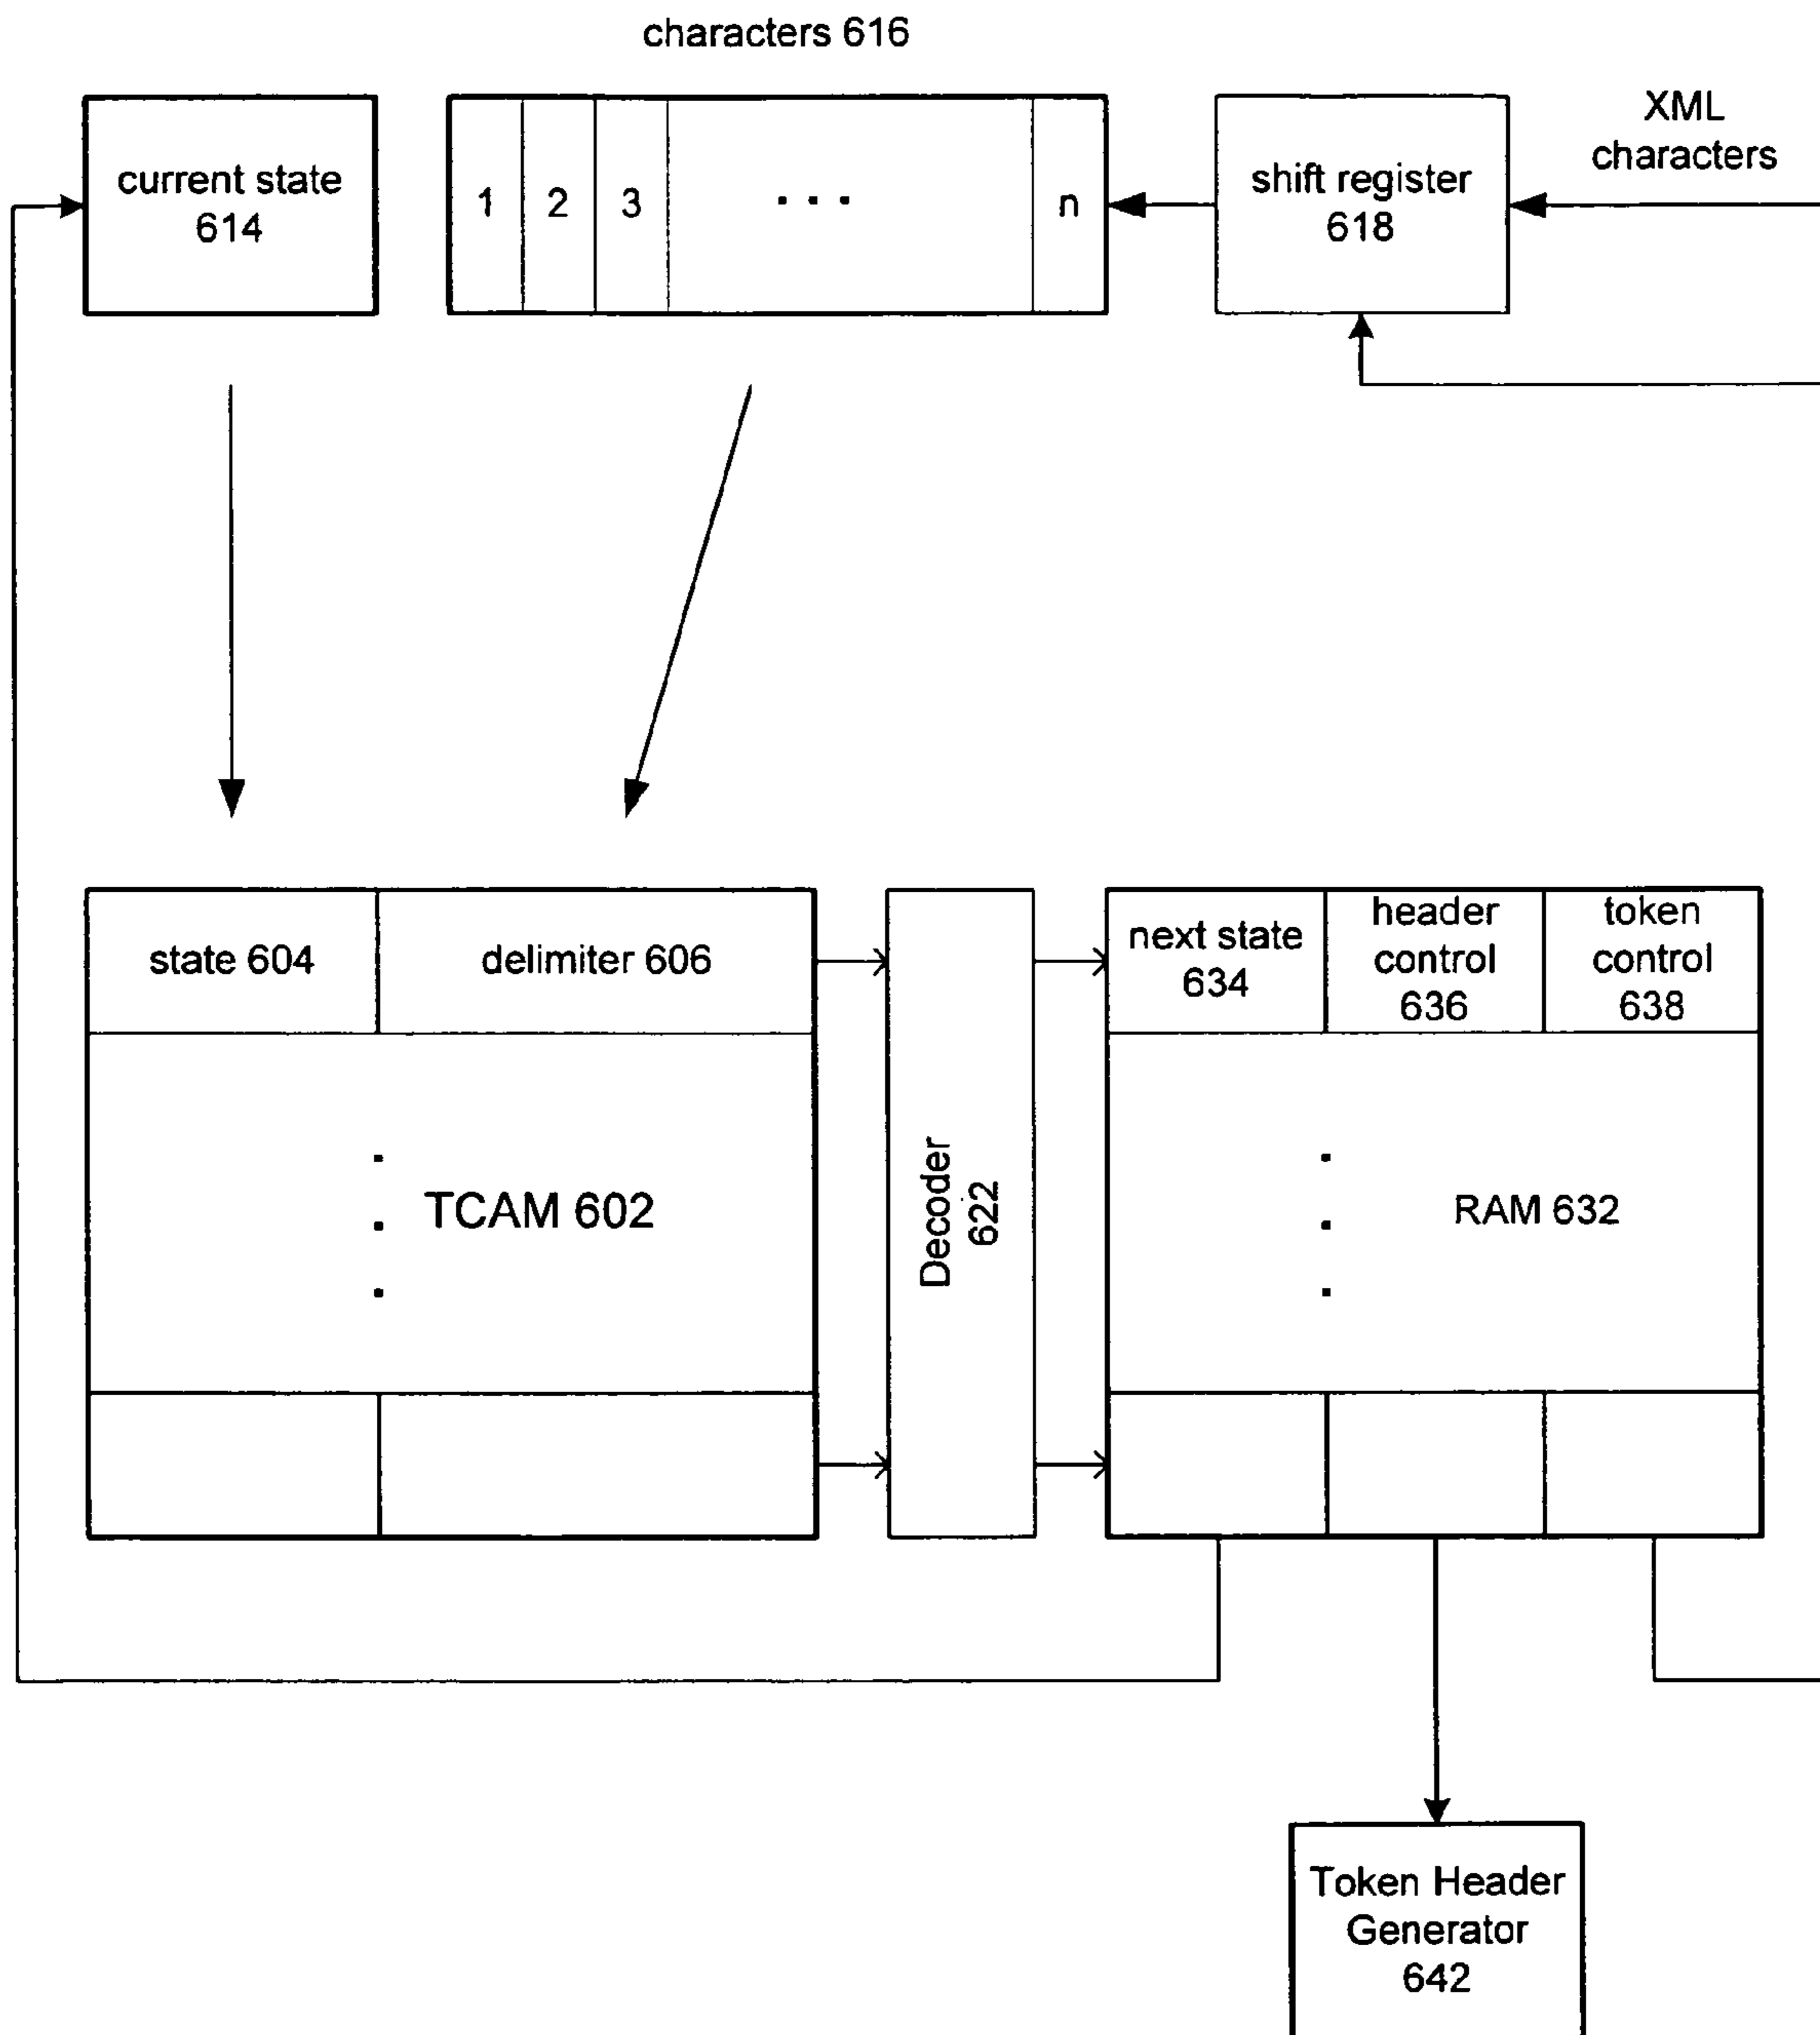 characters 616
current state
614
1 2 3 ... n
shift register
618
XML
characters
state 604
delimiter 606
next state
634
header
control
636
token
control
638
. . . TCAM 602
Decoder
622
. . . RAM 632
Token Header
Generator
642